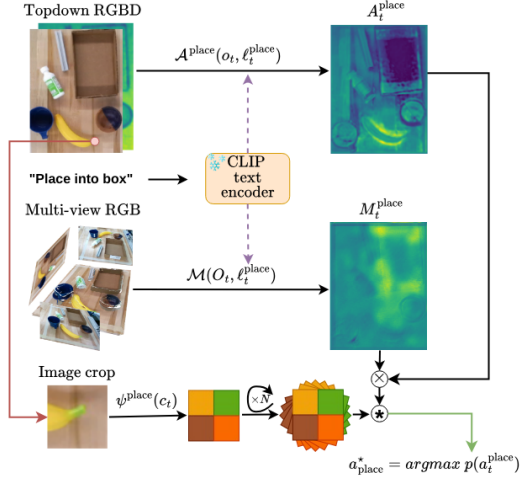 Topdown RGBD
A_t^place
𝒜^place(o_t, ℓ_t^place)
"Place into box"
CLIP
text
encoder
Multi-view RGB
M_t^place
ℳ(O_t, ℓ_t^place)
Image crop
ψ^place(c_t)
×N
×
*
a*_place = argmax p(a_t^place)